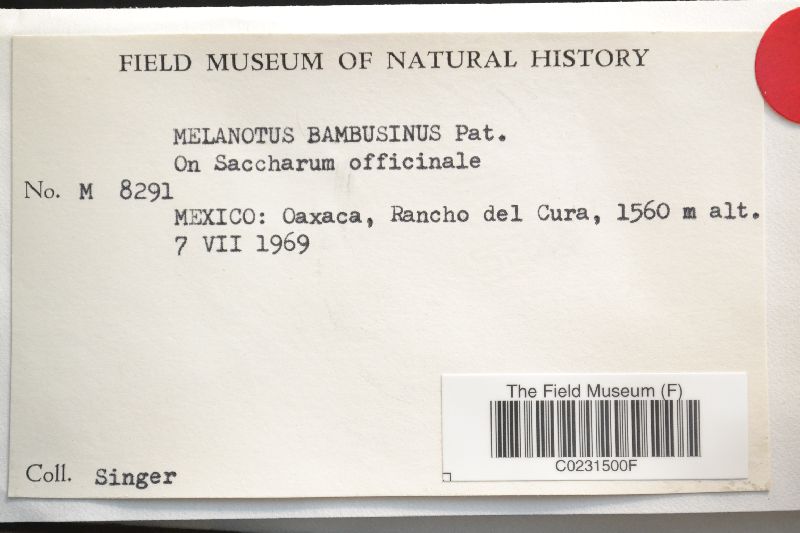 FIELD MUSEUM OF NATURAL HISTORY
MELANOTUS BAMBUSINUS Pat.
On Saccharum officinale
No. M 8291
MEXICO: Oaxaca, Rancho del Cura, 1560 m alt.
7 VII 1969
The Field Museum (F)
C0231500F
Coll. Singer